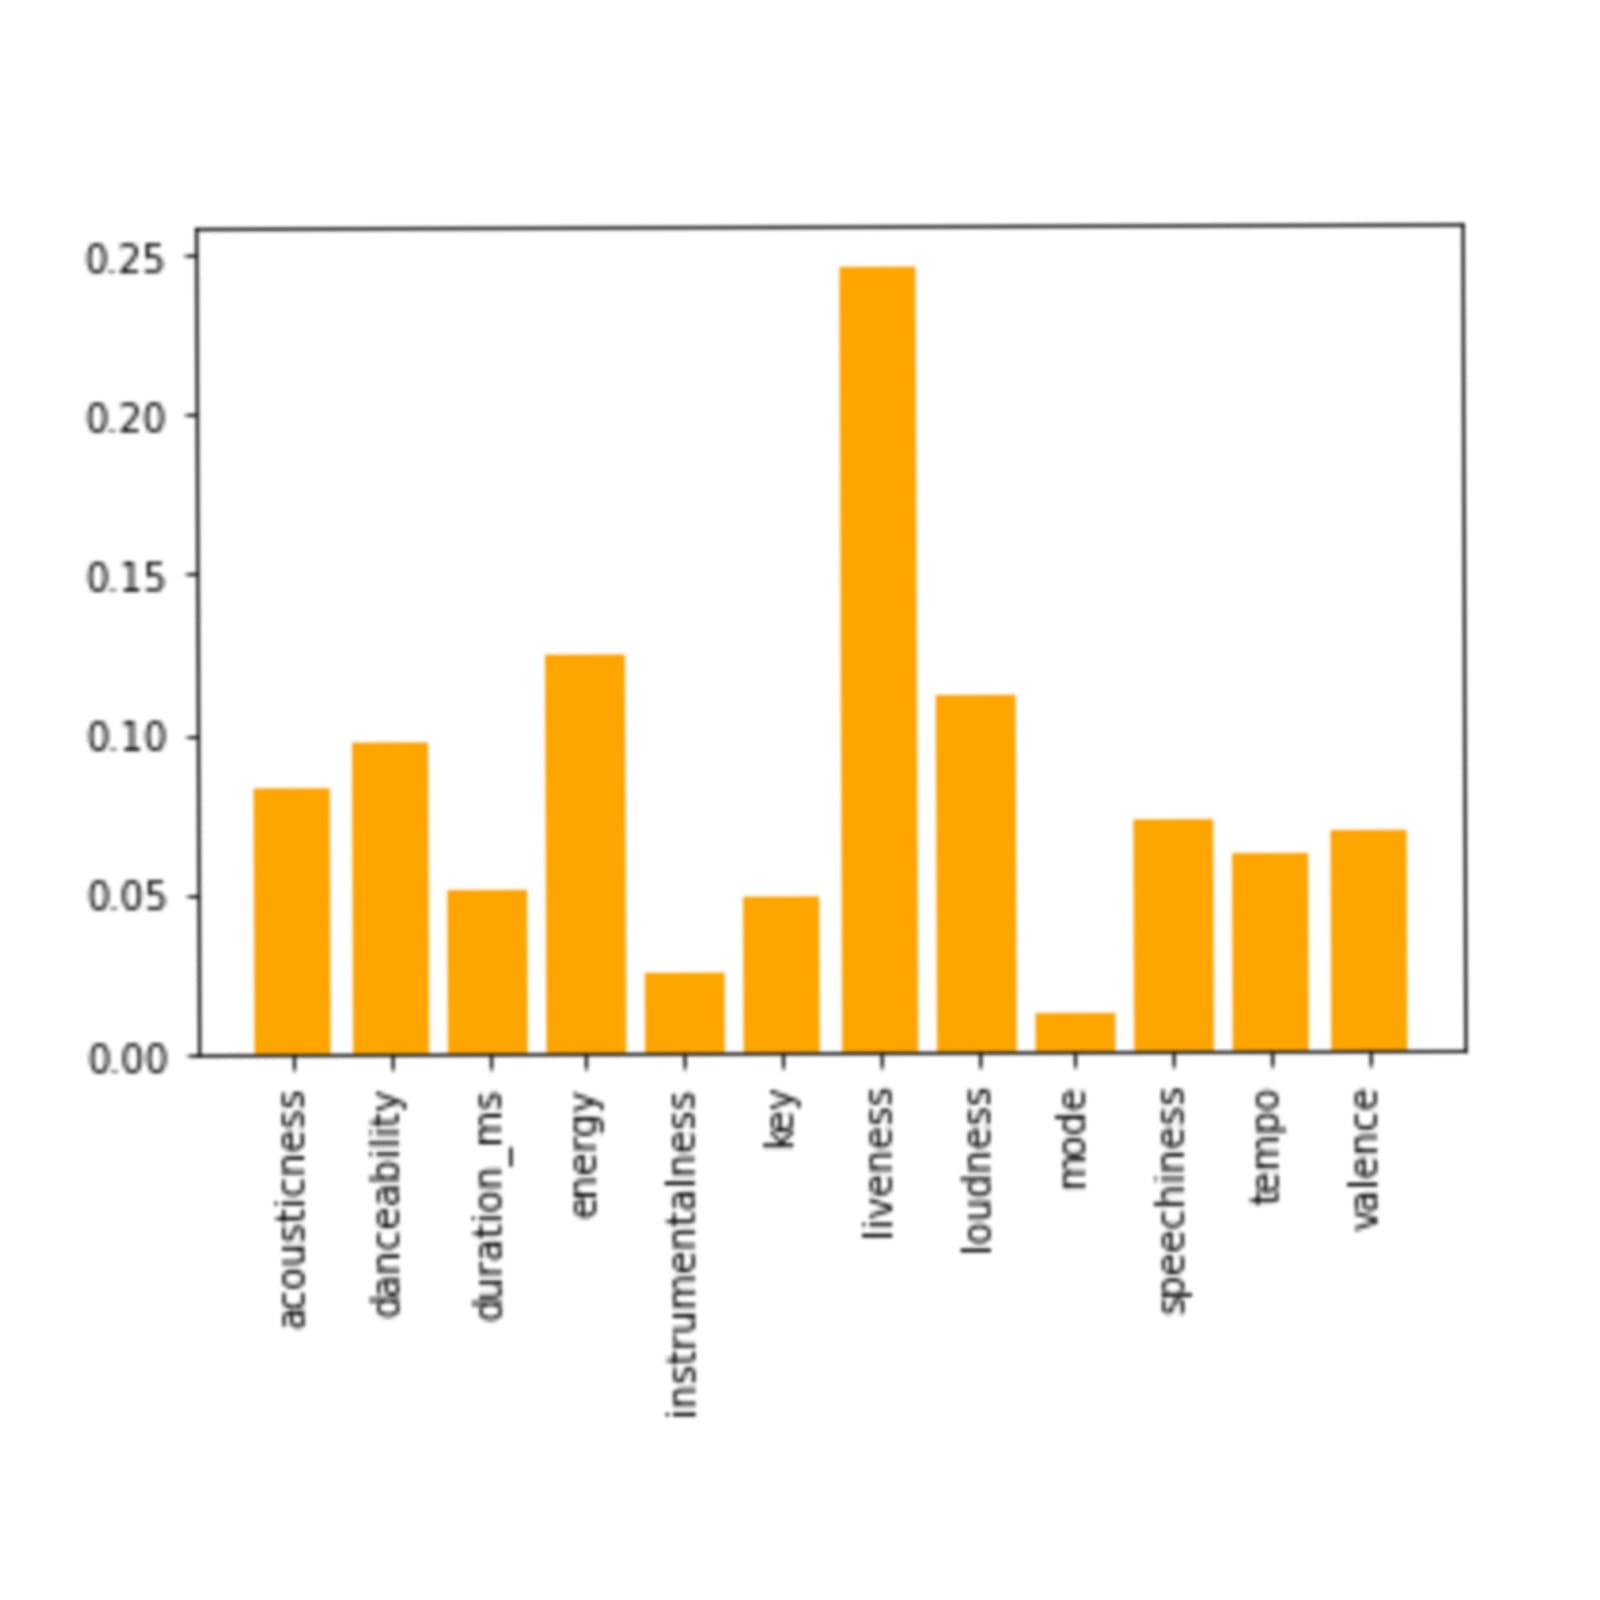 0.25
0.20
0.15
0.10
0.05
0.00
acousticness
danceability
duration_ms
energy
instrumentalness
key
liveness
loudness
mode
speechiness
tempo
valence